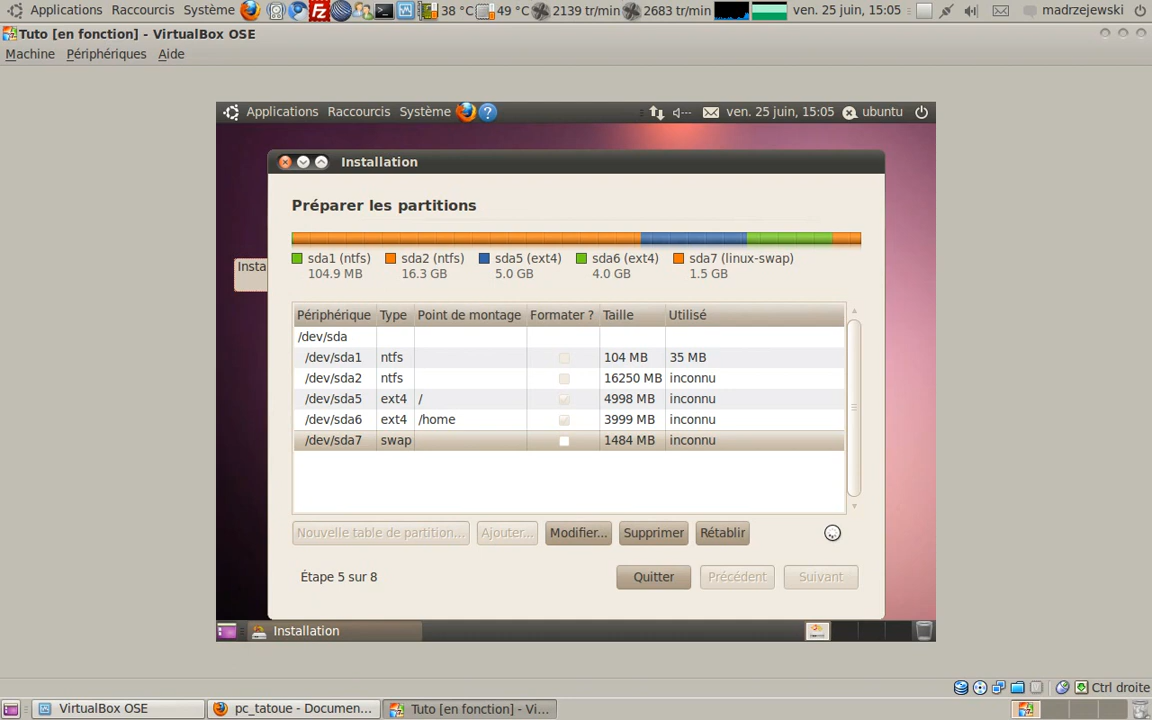 Applications Raccourcis Système 38 °C 49 °C 2139 tr/min 2683 tr/min ven. 25 juin, 15:05 madrzejewski
Tuto [en fonction] - VirtualBox OSE
Machine Périphériques Aide
Applications Raccourcis Système ? ven. 25 juin, 15:05 ubuntu
Installation
Préparer les partitions
Insta
sda1 (ntfs) sda2 (ntfs) sda5 (ext4) sda6 (ext4) sda7 (linux-swap)
104.9 MB 16.3 GB 5.0 GB 4.0 GB 1.5 GB
Périphérique Type Point de montage Formater ? Taille Utilisé
/dev/sda
/dev/sda1 ntfs 104 MB 35 MB
/dev/sda2 ntfs 16250 MB inconnu
/dev/sda5 ext4 / 4998 MB inconnu
/dev/sda6 ext4 /home 3999 MB inconnu
/dev/sda7 swap 1484 MB inconnu
Nouvelle table de partition... Ajouter... Modifier... Supprimer Rétablir
Étape 5 sur 8 Quitter Précédent Suivant
Installation
Ctrl droite
VirtualBox OSE pc_tatoue - Documen... Tuto [en fonction] - Vi...